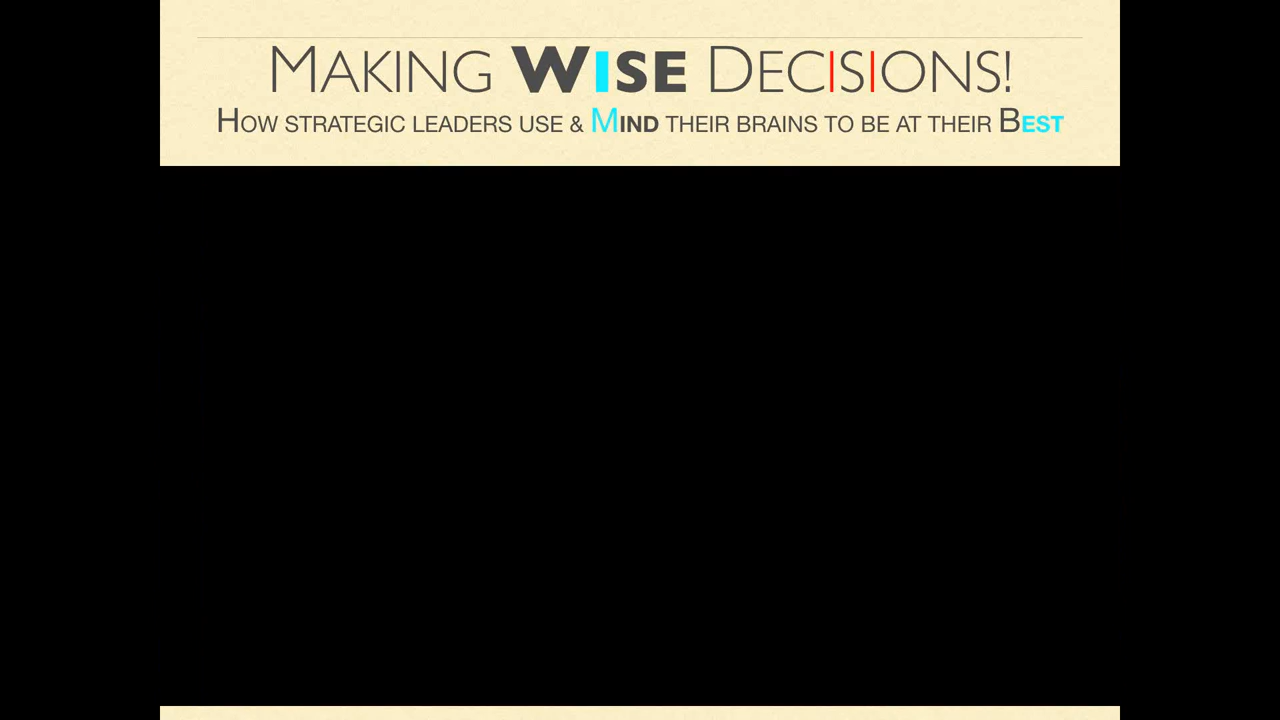 MAKING WISE DECISIONS!
HOW STRATEGIC LEADERS USE & MIND THEIR BRAINS TO BE AT THEIR BEST